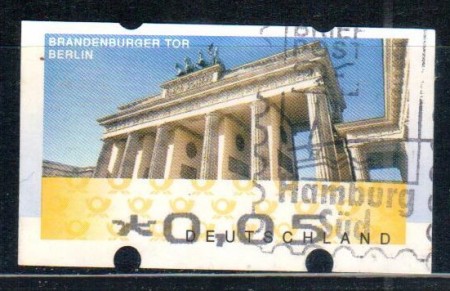 BRANDENBURGER TOR
BERLIN
BRIEF
POST
*0,05
DEUTSCHLAND
Hamburg
Süd